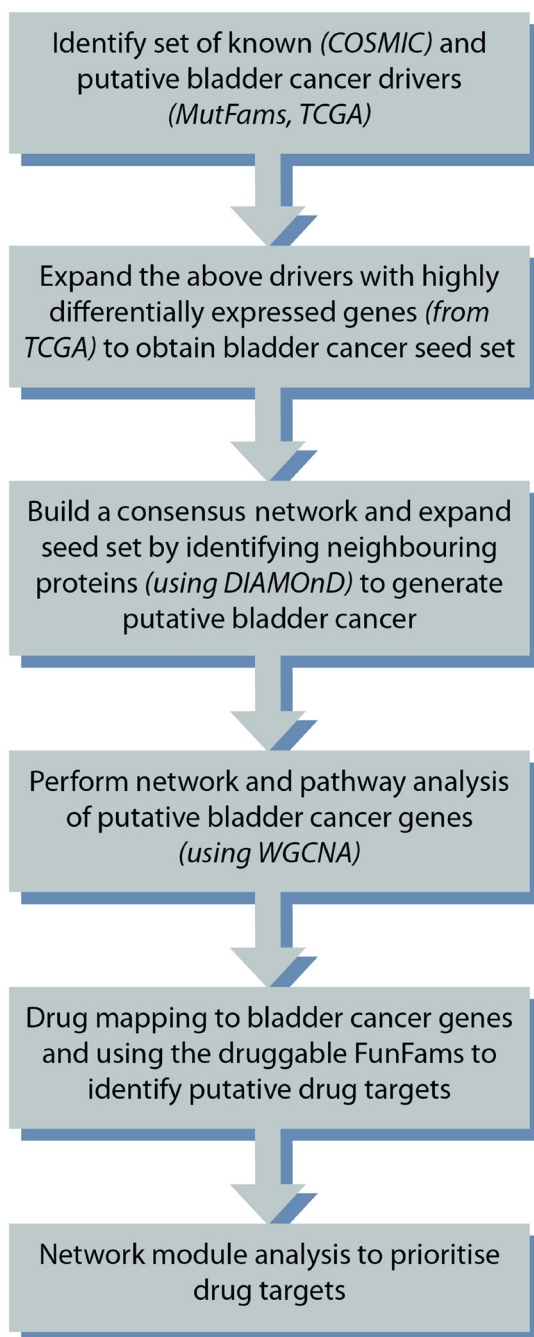 Identify set of known (COSMIC) and
putative bladder cancer drivers
(MutFams, TCGA)
Expand the above drivers with highly
differentially expressed genes (from
TCGA) to obtain bladder cancer seed set
Build a consensus network and expand
seed set by identifying neighbouring
proteins (using DIAMOnD) to generate
putative bladder cancer
Perform network and pathway analysis
of putative bladder cancer genes
(using WGCNA)
Drug mapping to bladder cancer genes
and using the druggable FunFams to
identify putative drug targets
Network module analysis to prioritise
drug targets